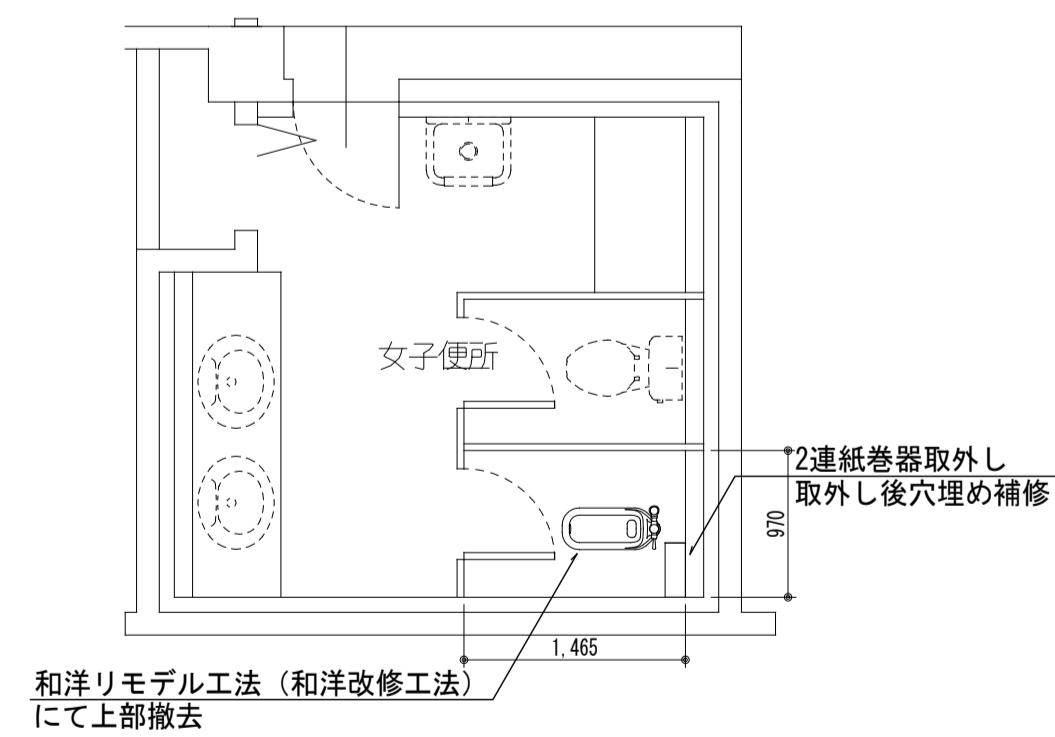 女子便所
2連紙巻器取外し
取外し後穴埋め補修
970
1,465
和洋リモデル工法（和洋改修工法）
にて上部撤去